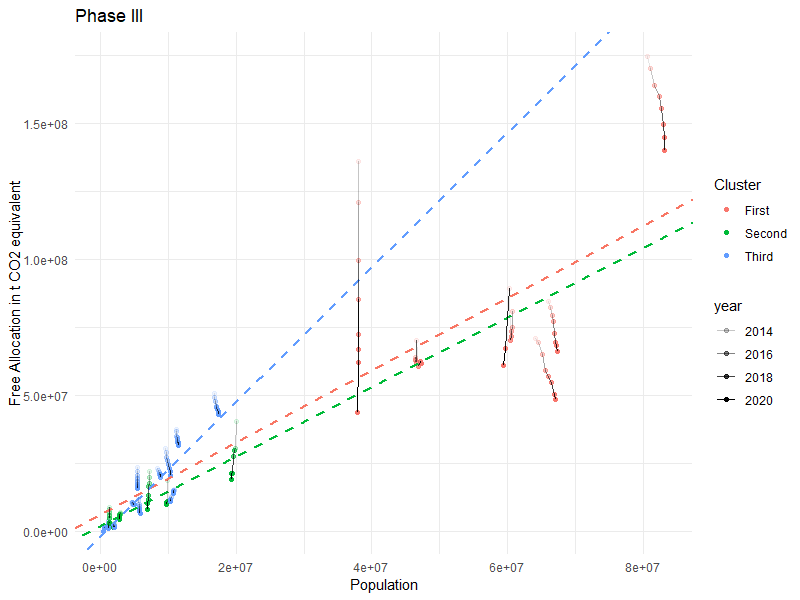 Phase III
Free Allocation in t CO2 equivalent
1.5e+08
1.0e+08
5.0e+07
0.0e+00
0e+00 2e+07 4e+07 6e+07 8e+07
Population
Cluster
First
Second
Third
year
2014
2016
2018
2020